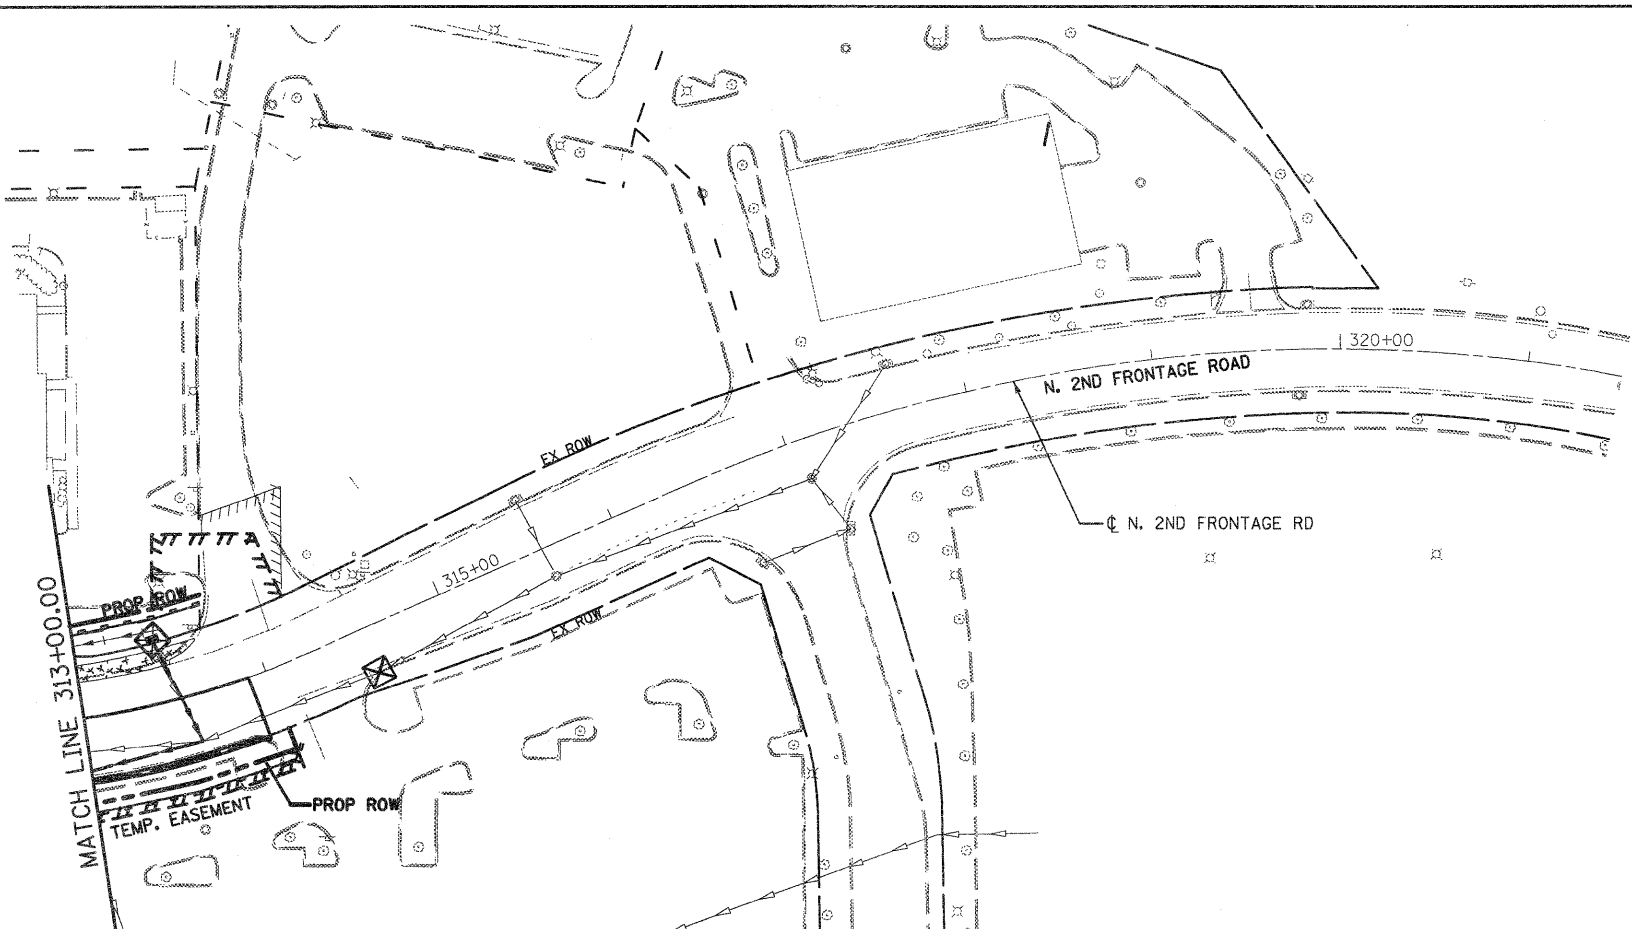 320+00
N. 2ND FRONTAGE ROAD
EX ROW
℄ N. 2ND FRONTAGE RD
315+00
PROP ROW
EX ROW
MATCH LINE 313+00.00
PROP ROW
TEMP. EASEMENT